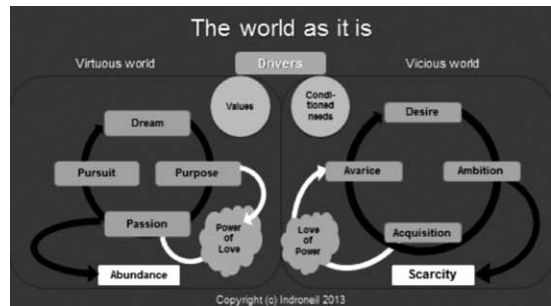 The world as it is
Virtuous world
Drivers
Vicious world
Values
Condi-
tioned
needs
Dream
Desire
Pursuit
Purpose
Avarice
Ambition
Passion
Power
of
Love
Love
of
Power
Acquisition
Abundance
Scarcity
Copyright (c) Indroneil 2013